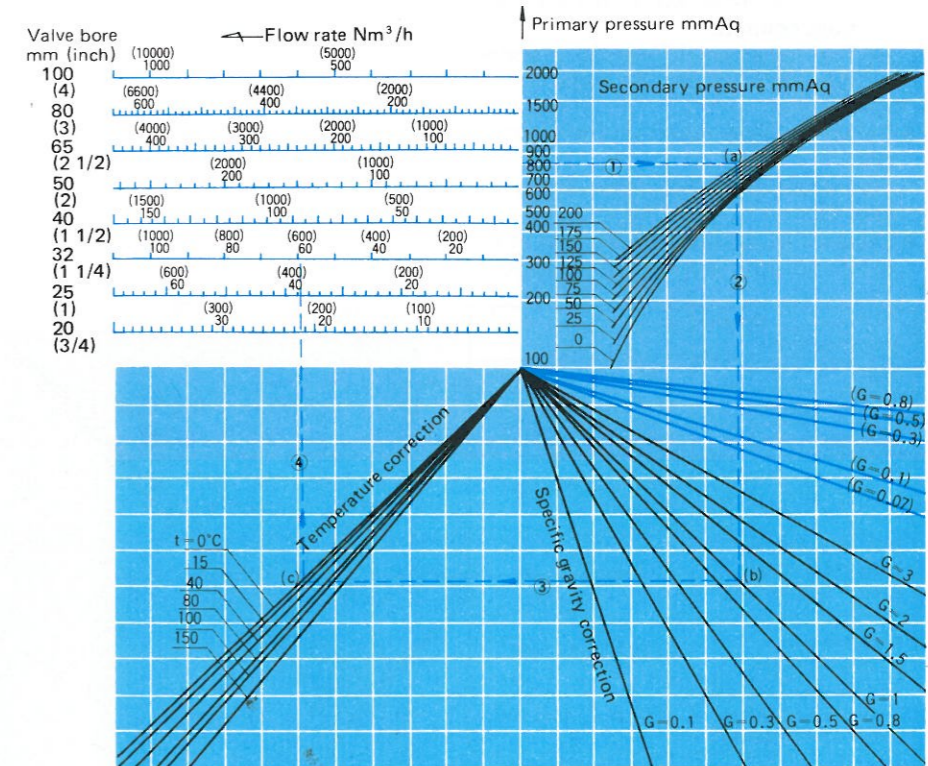 Primary pressure mmAq
Valve bore
mm (inch)
Flow rate Nm³/h
(10000) (5000)
1000 500
100
(4)
(6600) (4400) (2000)
600 400 200
80
(3)
(4000) (3000) (2000) (1000)
400 300 200 100
65
(2 1/2)
(2000) (1000)
200 100
50
(2)
(1500) (1000) (500)
150 100 50
40
(1 1/2)
(1000) (800) (600) (400) (200)
100 80 60 40 20
32
(1 1/4)
(600) (400) (200)
60 40 20
25
(1)
(300) (200) (100)
30 20 10
20
(3/4)
2000
Secondary pressure mmAq
1500
1000
900
800
700
600
500
400
300
200
100
① (a)
②
200
175
150
125
100
75
50
25
0
(G=0.8)
(G=0.5)
(G=0.3)
(G=0.1)
(G=0.07)
Temperature correction
④
t=0°C
15
40
80
100
150
(c) ③ (b)
Specific gravity correction
G=3
G=2
G=1.5
G=1
G=0.1 G=0.3 G=0.5 G=0.8